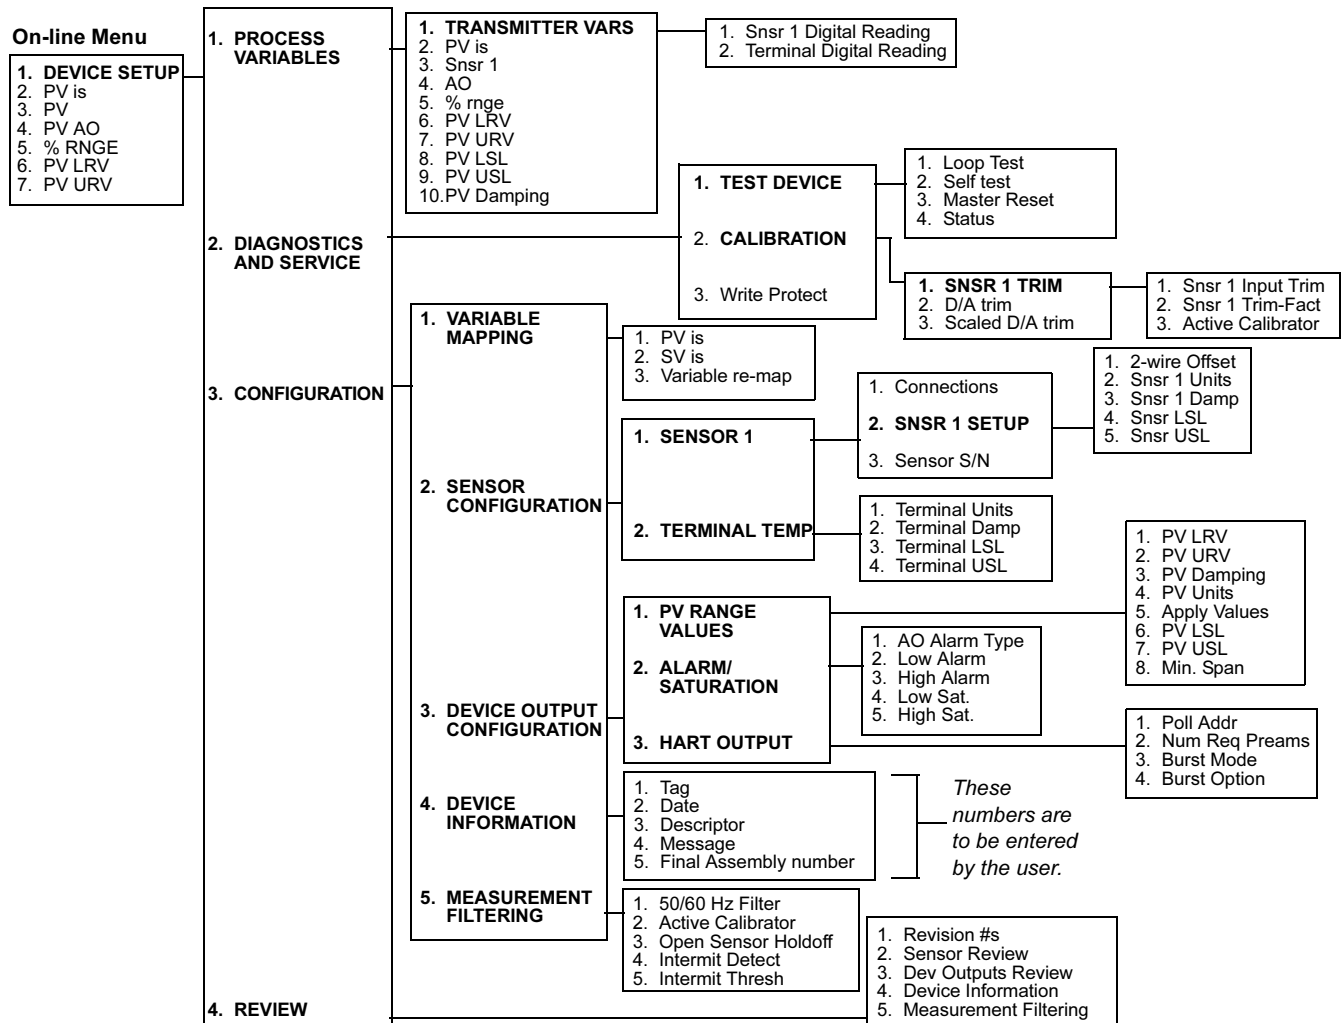 On-line Menu
1. DEVICE SETUP
2. PV is
3. PV
4. PV AO
5. % RNGE
6. PV LRV
7. PV URV
1. PROCESS
VARIABLES
2. DIAGNOSTICS
AND SERVICE
3. CONFIGURATION
4. REVIEW
1. TRANSMITTER VARS
2. PV is
3. Snsr 1
4. AO
5. % rnge
6. PV LRV
7. PV URV
8. PV LSL
9. PV USL
10.PV Damping
1. Snsr 1 Digital Reading
2. Terminal Digital Reading
1. TEST DEVICE
2. CALIBRATION
3. Write Protect
1. Loop Test
2. Self test
3. Master Reset
4. Status
1. SNSR 1 TRIM
2. D/A trim
3. Scaled D/A trim
1. Snsr 1 Input Trim
2. Snsr 1 Trim-Fact
3. Active Calibrator
1. VARIABLE
MAPPING
2. SENSOR
CONFIGURATION
3. DEVICE OUTPUT
CONFIGURATION
4. DEVICE
INFORMATION
5. MEASUREMENT
FILTERING
1. PV is
2. SV is
3. Variable re-map
1. SENSOR 1
2. TERMINAL TEMP
1. Connections
2. SNSR 1 SETUP
3. Sensor S/N
1. 2-wire Offset
2. Snsr 1 Units
3. Snsr 1 Damp
4. Snsr LSL
5. Snsr USL
1. Terminal Units
2. Terminal Damp
3. Terminal LSL
4. Terminal USL
1. PV RANGE
VALUES
2. ALARM/
SATURATION
3. HART OUTPUT
1. PV LRV
2. PV URV
3. PV Damping
4. PV Units
5. Apply Values
6. PV LSL
7. PV USL
8. Min. Span
1. AO Alarm Type
2. Low Alarm
3. High Alarm
4. Low Sat.
5. High Sat.
1. Poll Addr
2. Num Req Preams
3. Burst Mode
4. Burst Option
1. Tag
2. Date
3. Descriptor
4. Message
5. Final Assembly number
These
numbers are
to be entered
by the user.
1. 50/60 Hz Filter
2. Active Calibrator
3. Open Sensor Holdoff
4. Intermit Detect
5. Intermit Thresh
1. Revision #s
2. Sensor Review
3. Dev Outputs Review
4. Device Information
5. Measurement Filtering